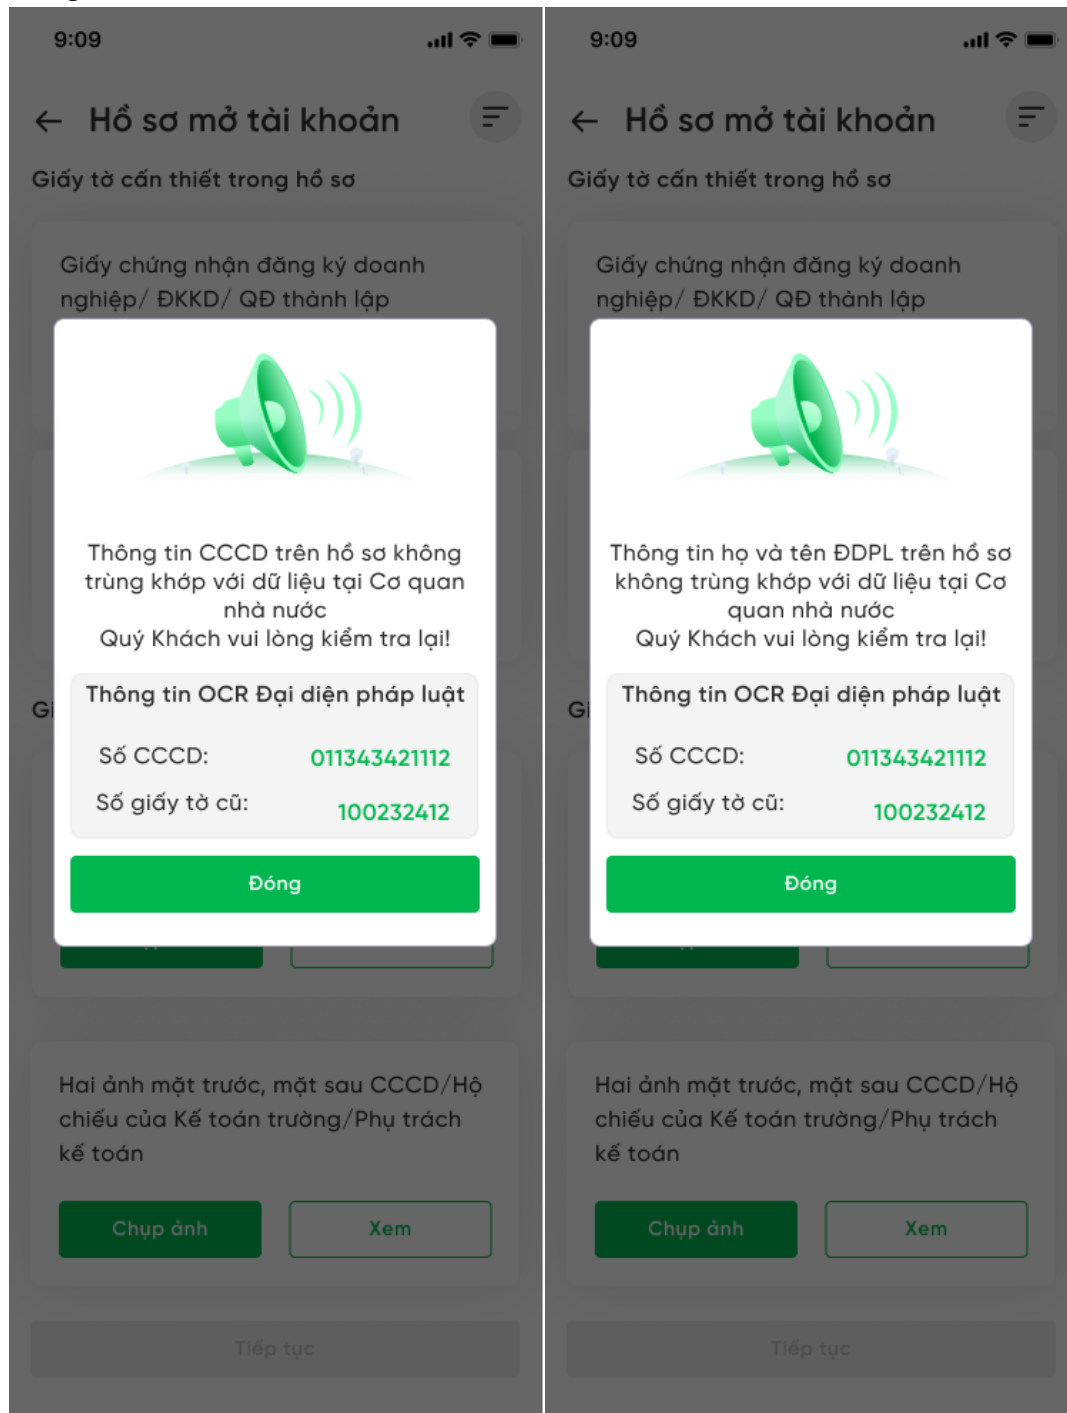 9:09
Hồ sơ mở tài khoản
Giấy tờ cấn thiết trong hồ sơ
Giấy chứng nhận đăng ký doanh
nghiệp/ ĐKKD/ QĐ thành lập
Thông tin CCCD trên hồ sơ không
trùng khớp với dữ liệu tại Cơ quan
nhà nước
Quý Khách vui lòng kiểm tra lại!
Thông tin OCR Đại diện pháp luật
Gi
Số CCCD: 011343421112
Số giấy tờ cũ: 100232412
Đóng
Hai ảnh mặt trước, mặt sau CCCD/Hộ
chiếu của Kế toán trường/Phụ trách
kế toán
Chụp ảnh Xem
Tiếp tục
9:09
Hồ sơ mở tài khoản
Giấy tờ cấn thiết trong hồ sơ
Giấy chứng nhận đăng ký doanh
nghiệp/ ĐKKD/ QĐ thành lập
Thông tin họ và tên ĐDPL trên hồ sơ
không trùng khớp với dữ liệu tại Cơ
quan nhà nước
Quý Khách vui lòng kiểm tra lại!
Thông tin OCR Đại diện pháp luật
Gi
Số CCCD: 011343421112
Số giấy tờ cũ: 100232412
Đóng
Hai ảnh mặt trước, mặt sau CCCD/Hộ
chiếu của Kế toán trường/Phụ trách
kế toán
Chụp ảnh Xem
Tiếp tục